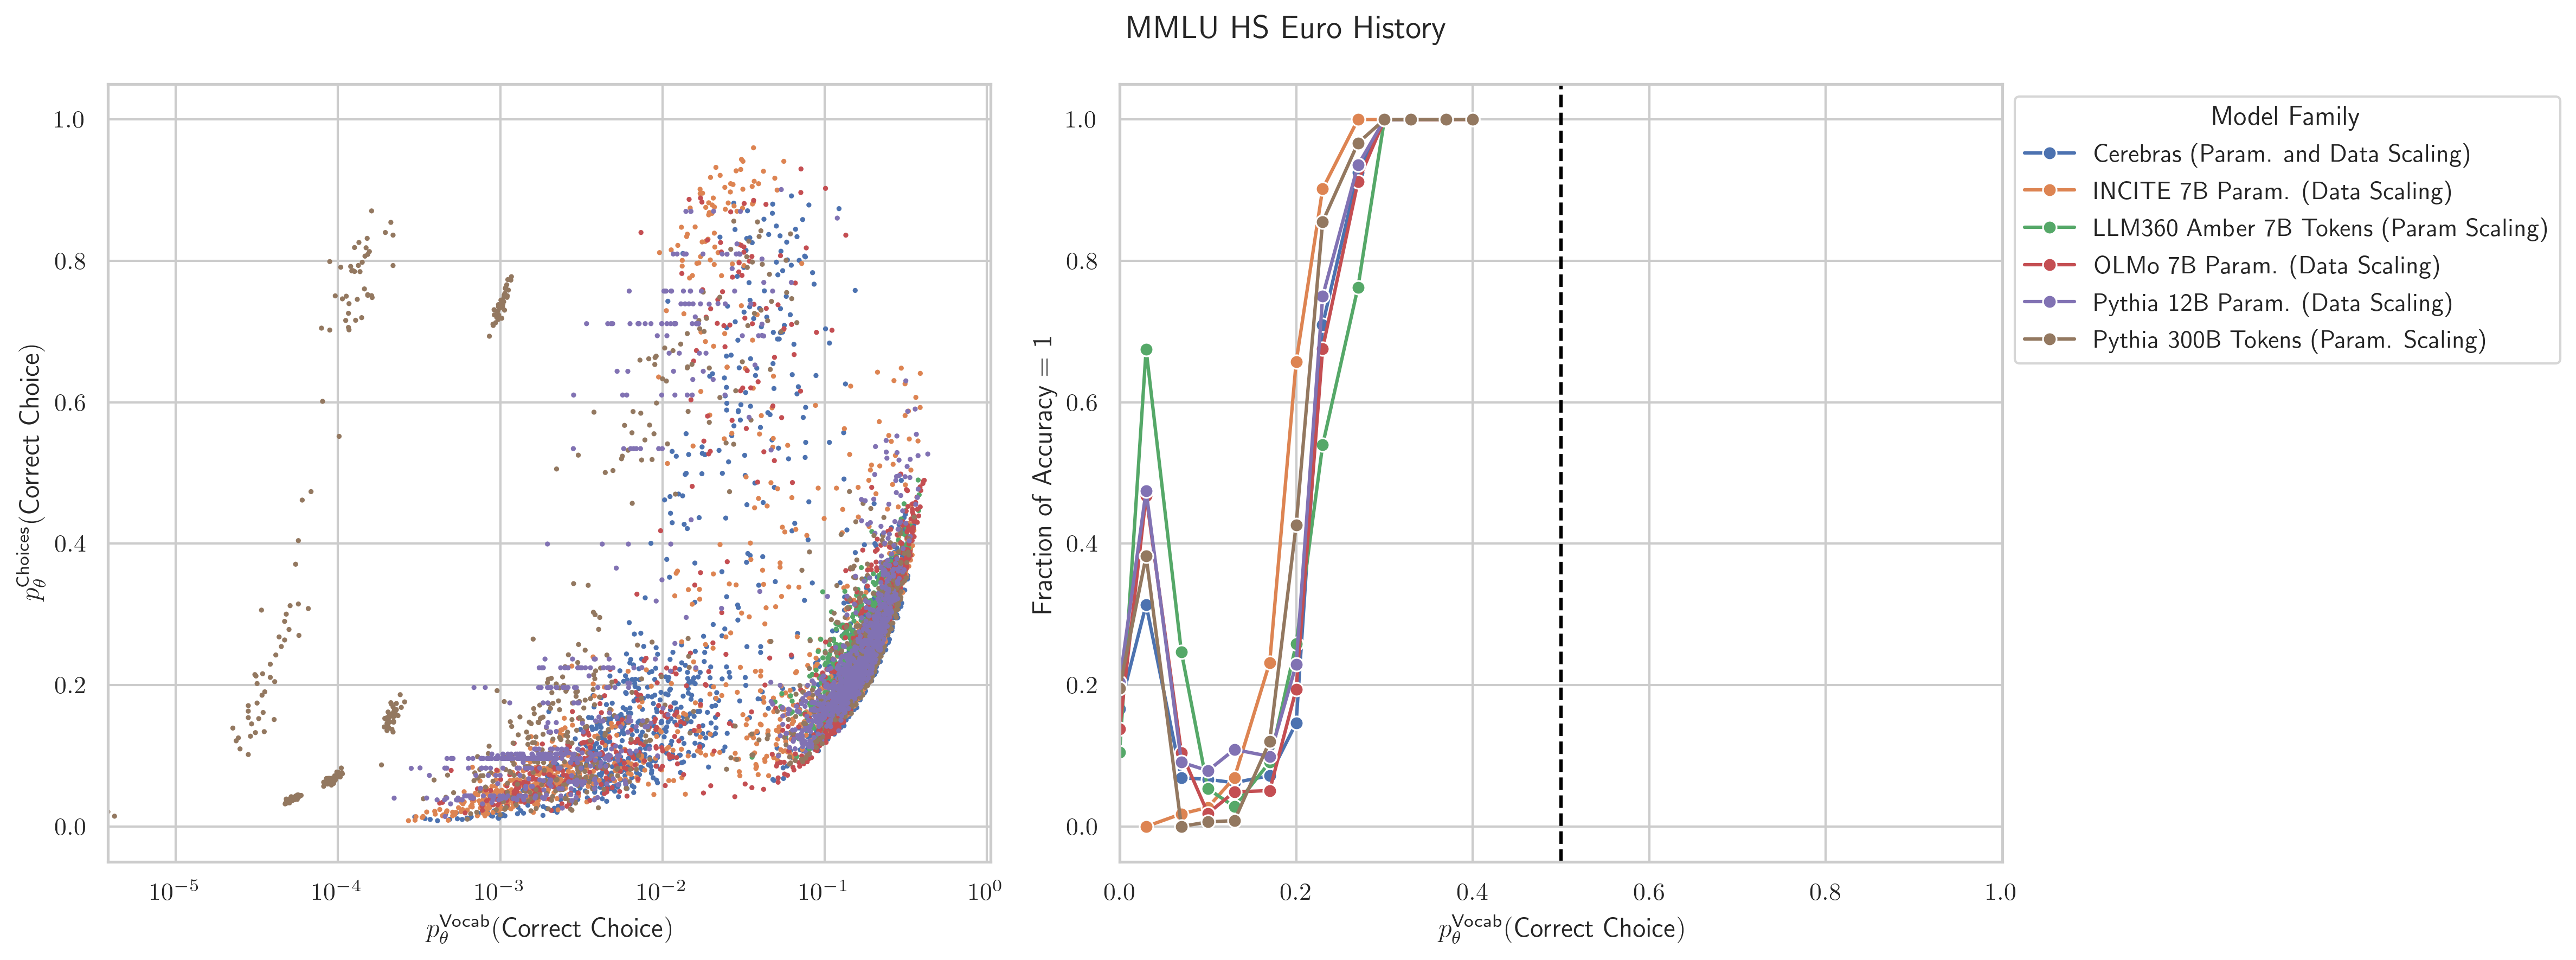 MMLU HS Euro History
1.0
0.8
0.6
0.4
0.2
0.0
p_θ^Choices(Correct Choice)
10^−5 10^−4 10^−3 10^−2 10^−1 10^0
p_θ^Vocab(Correct Choice)
1.0
0.8
0.6
0.4
0.2
0.0
Fraction of Accuracy = 1
0.0 0.2 0.4 0.6 0.8 1.0
p_θ^Vocab(Correct Choice)
Model Family
Cerebras (Param. and Data Scaling)
INCITE 7B Param. (Data Scaling)
LLM360 Amber 7B Tokens (Param Scaling)
OLMo 7B Param. (Data Scaling)
Pythia 12B Param. (Data Scaling)
Pythia 300B Tokens (Param. Scaling)